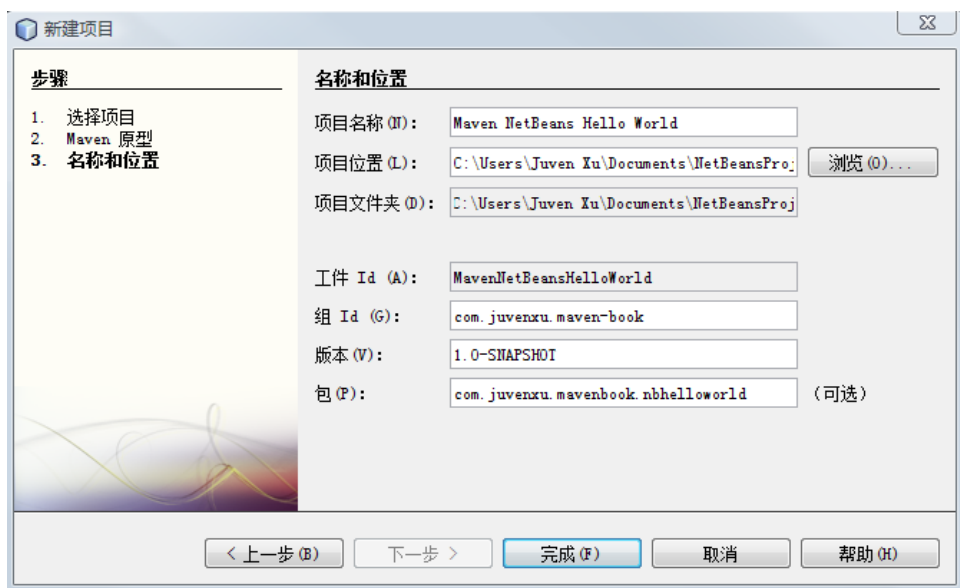 新建项目
步骤
1. 选择项目
2. Maven 原型
3. 名称和位置
名称和位置
项目名称(N): Maven NetBeans Hello World
项目位置(L): C:\Users\Juven Xu\Documents\NetBeansProj 浏览(O)...
项目文件夹(D): C:\Users\Juven Xu\Documents\NetBeansProj
工件 Id (A): MavenNetBeansHelloWorld
组 Id (G): com.juvenxu.maven-book
版本(V): 1.0-SNAPSHOT
包(P): com.juvenxu.mavenbook.nbhelloworld (可选)
< 上一步(B) 下一步 > 完成(F) 取消 帮助(H)